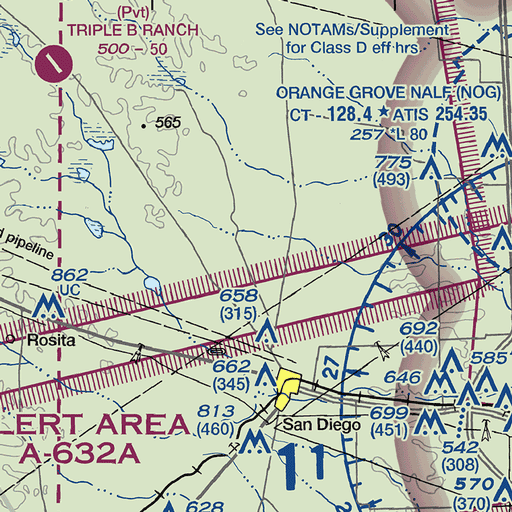 (Pvt)
TRIPLE B RANCH
500 - 50
See NOTAMs/Supplement
for Class D eff hrs.
ORANGE GROVE NALF (NOG)
CT - 128.4 * ATIS 254.35
257 *L 80
565
775
(493)
30
pipeline
862
UC
658
(315)
Rosita
692
(440)
662
(345)
27
646
585
813
(460)
San Diego
699
(451)
LERT AREA
A-632A
11
542
(308)
570
(370)
628
2